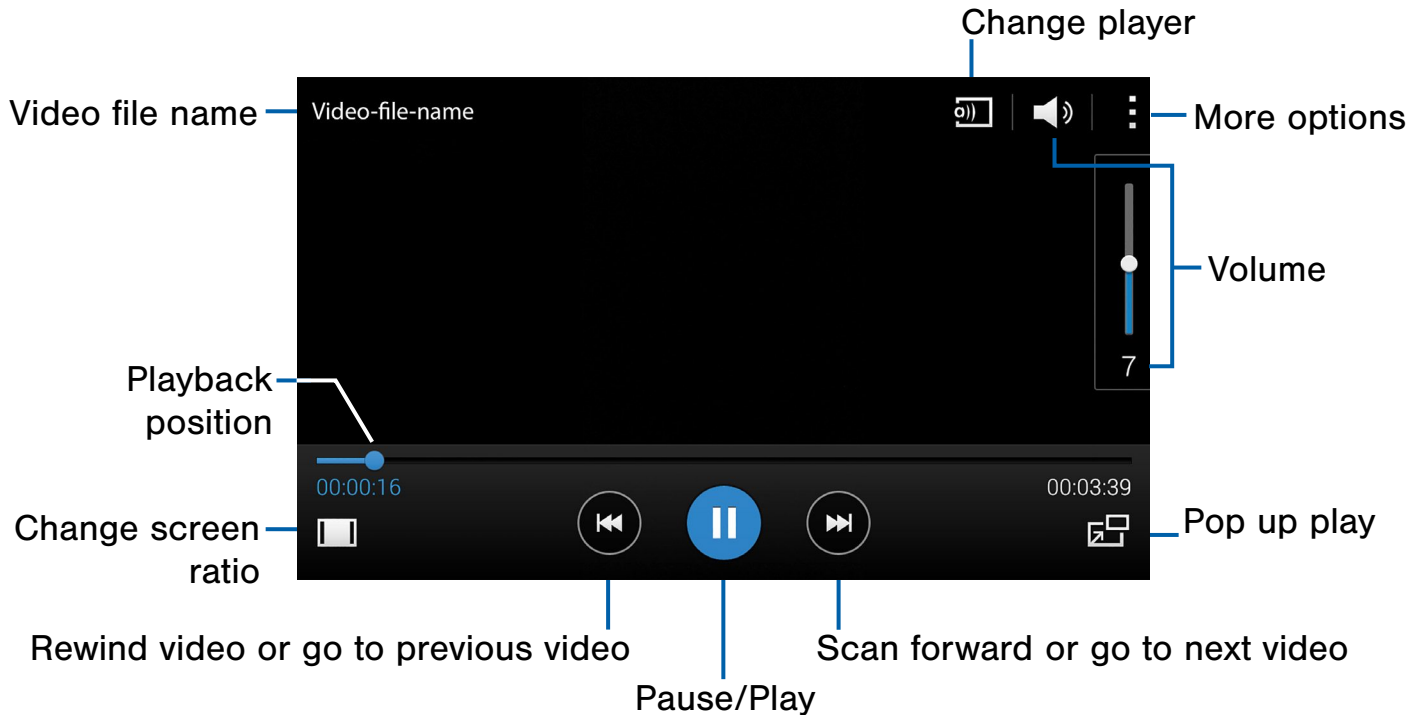 Change player
Video file name
Video-file-name
More options
Volume
7
Playback
position
00:00:16
00:03:39
Change screen
ratio
Pop up play
Rewind video or go to previous video
Scan forward or go to next video
Pause/Play